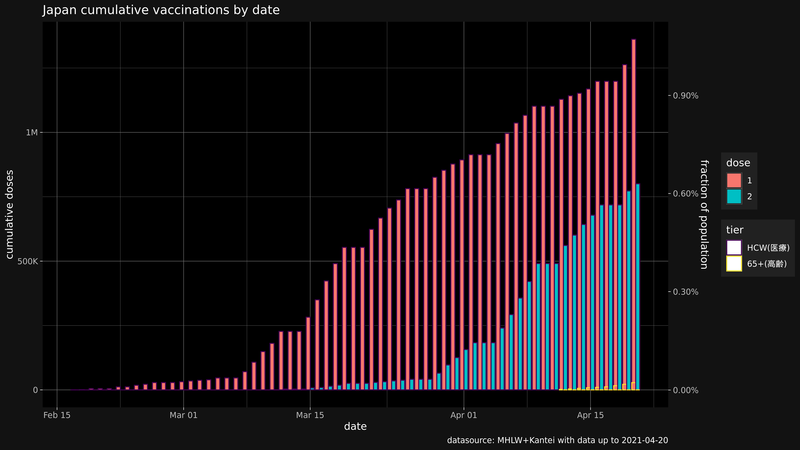 Japan cumulative vaccinations by date
cumulative doses
1M
500K
0
0.90%
0.60%
0.30%
0.00%
fraction of population
Feb 15
Mar 01
Mar 15
Apr 01
Apr 15
date
dose
1
2
tier
HCW(医療)
65+(高齢)
datasource: MHLW+Kantei with data up to 2021-04-20